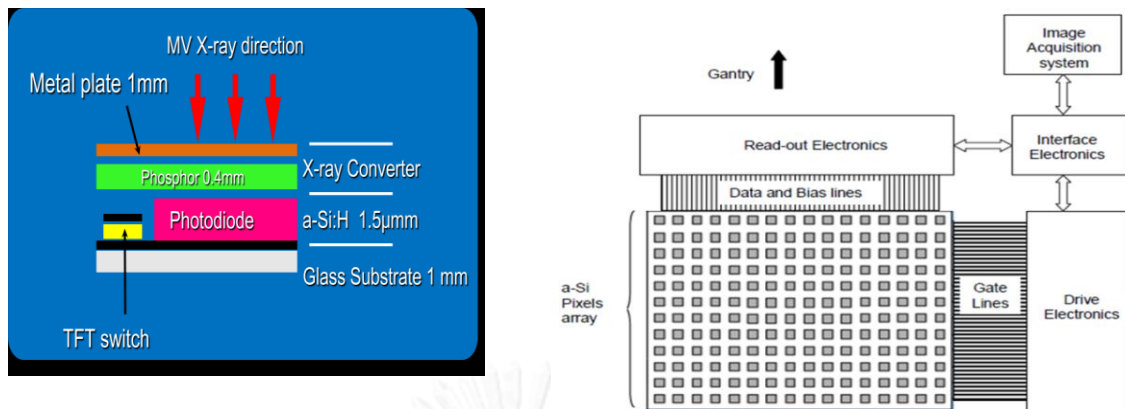 MV X-ray direction
Metal plate 1mm
Phosphor 0.4mm
X-ray Converter
Photodiode
a-Si:H 1.5µmm
Glass Substrate 1 mm
TFT switch
Image
Acquisition
system
Gantry
Read-out Electronics
Interface
Electronics
Data and Bias lines
a-Si
Pixels
array
Gate
Lines
Drive
Electronics